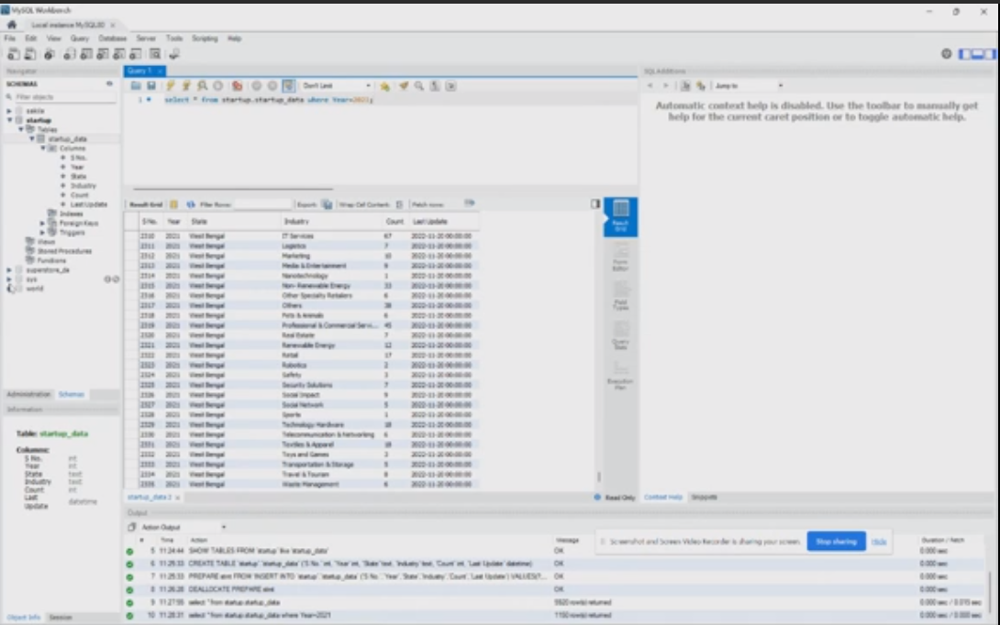 MySQL Workbench
Local instance MySQL80 ×
File Edit View Query Database Server Tools Scripting Help
Navigator
SCHEMAS
Filter objects
sakila
startup
Tables
startup_data
Columns
S No.
Year
State
Industry
Count
Last Update
Indexes
Foreign Keys
Triggers
Views
Stored Procedures
Functions
superstore_da
sys
world
Administration Schemas
Information
Table: startup_data
Columns:
S No. int
Year int
State text
Industry text
Count int
Last Update datetime
Object Info Session
Query 1 ×
Don't Limit
1 select * from startup.startup_data where Year=2021;
Result Grid Filter Rows: Export: Wrap Cell Content: Fetch rows:
S No. Year State Industry Count Last Update
2310 2021 West Bengal IT Services 67 2022-11-20 00:00:00
2311 2021 West Bengal Logistics 7 2022-11-20 00:00:00
2312 2021 West Bengal Marketing 10 2022-11-20 00:00:00
2313 2021 West Bengal Media & Entertainment 9 2022-11-20 00:00:00
2314 2021 West Bengal Nanotechnology 1 2022-11-20 00:00:00
2315 2021 West Bengal Non- Renewable Energy 33 2022-11-20 00:00:00
2316 2021 West Bengal Other Specialty Retailers 6 2022-11-20 00:00:00
2317 2021 West Bengal Others 38 2022-11-20 00:00:00
2318 2021 West Bengal Pets & Animals 6 2022-11-20 00:00:00
2319 2021 West Bengal Professional & Commercial Servi... 45 2022-11-20 00:00:00
2320 2021 West Bengal Real Estate 7 2022-11-20 00:00:00
2321 2021 West Bengal Renewable Energy 12 2022-11-20 00:00:00
2322 2021 West Bengal Retail 17 2022-11-20 00:00:00
2323 2021 West Bengal Robotics 2 2022-11-20 00:00:00
2324 2021 West Bengal Safety 3 2022-11-20 00:00:00
2325 2021 West Bengal Security Solutions 7 2022-11-20 00:00:00
2326 2021 West Bengal Social Impact 9 2022-11-20 00:00:00
2327 2021 West Bengal Social Network 5 2022-11-20 00:00:00
2328 2021 West Bengal Sports 1 2022-11-20 00:00:00
2329 2021 West Bengal Technology Hardware 18 2022-11-20 00:00:00
2330 2021 West Bengal Telecommunication & Networking 6 2022-11-20 00:00:00
2331 2021 West Bengal Textiles & Apparel 18 2022-11-20 00:00:00
2332 2021 West Bengal Toys and Games 3 2022-11-20 00:00:00
2333 2021 West Bengal Transportation & Storage 5 2022-11-20 00:00:00
2334 2021 West Bengal Travel & Tourism 8 2022-11-20 00:00:00
2335 2021 West Bengal Waste Management 6 2022-11-20 00:00:00
Result Grid
Form Editor
Field Types
Query Stats
Execution Plan
startup_data 2 ×
Read Only
SQLAdditions
Jump to
Automatic context help is disabled. Use the toolbar to manually get
help for the current caret position or to toggle automatic help.
Context Help Snippets
Output
Action Output
# Time Action Message Duration / Fetch
5 11:24:44 SHOW TABLES FROM `startup` like 'startup_data' OK 0.000 sec
6 11:25:33 CREATE TABLE `startup`.`startup_data` (`S No.` int, `Year` int, `State` text, `Industry` text, `Count` int, `Last Update` datetime) OK 0.000 sec
7 11:25:33 PREPARE stmt FROM 'INSERT INTO `startup`.`startup_data` (`S No.`,`Year`,`State`,`Industry`,`Count`,`Last Update`) VALUES(?... OK 0.000 sec
8 11:26:28 DEALLOCATE PREPARE stmt OK 0.000 sec
9 11:27:55 select * from startup.startup_data 5920 row(s) returned 0.000 sec / 0.015 sec
10 11:28:31 select * from startup.startup_data where Year=2021 1150 row(s) returned 0.000 sec / 0.000 sec
Screenshot and Screen Video Recorder is sharing your screen.
Stop sharing
Hide